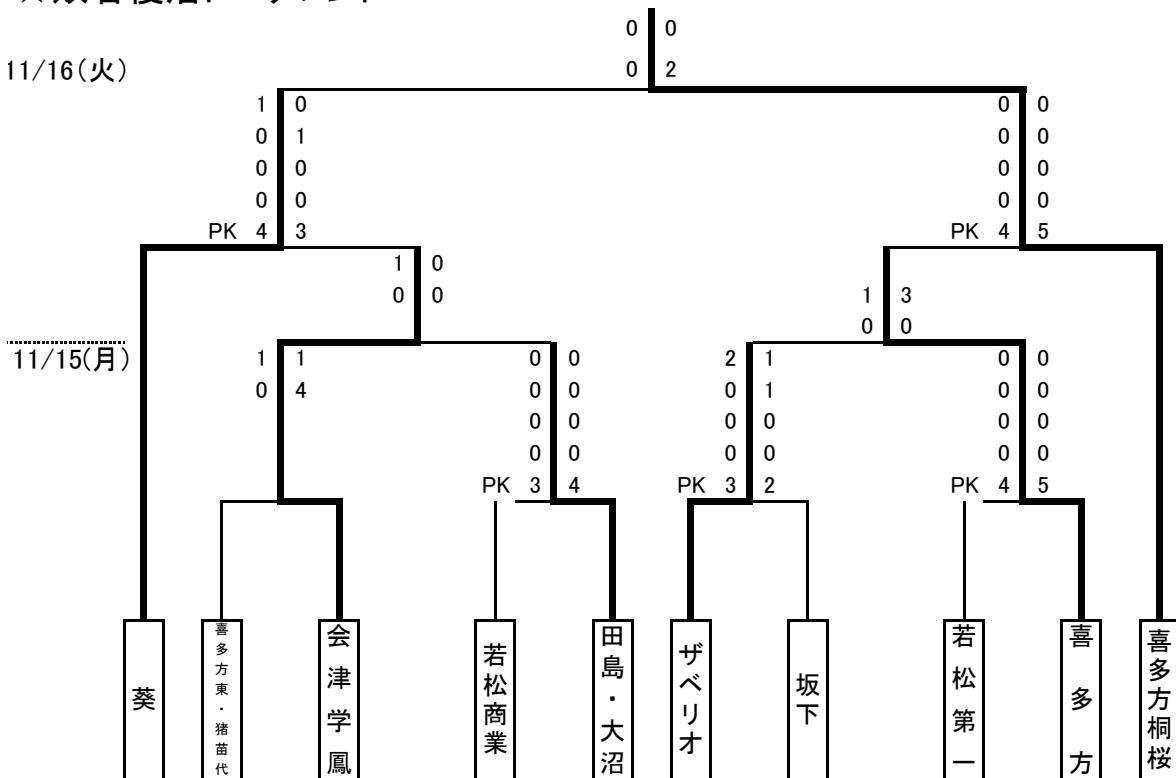 0 0
11/16(火)
0 2
1 0 0 0
0 1 0 0
0 0 0 0
0 0 0 0
PK 4 3 PK 4 5
1 0
0 0 1 3
0 0
11/15(月)
1 1 0 0 2 1 0 0
0 4 0 0 0 1 0 0
0 0 0 0 0 0
0 0 0 0 0 0
PK 3 4 PK 3 2 PK 4 5
葵
喜多方東・猪苗代
会津学鳳
若松商業
田島・大沼
ザベリオ
坂下
若松第一
喜多方
喜多方桐桜